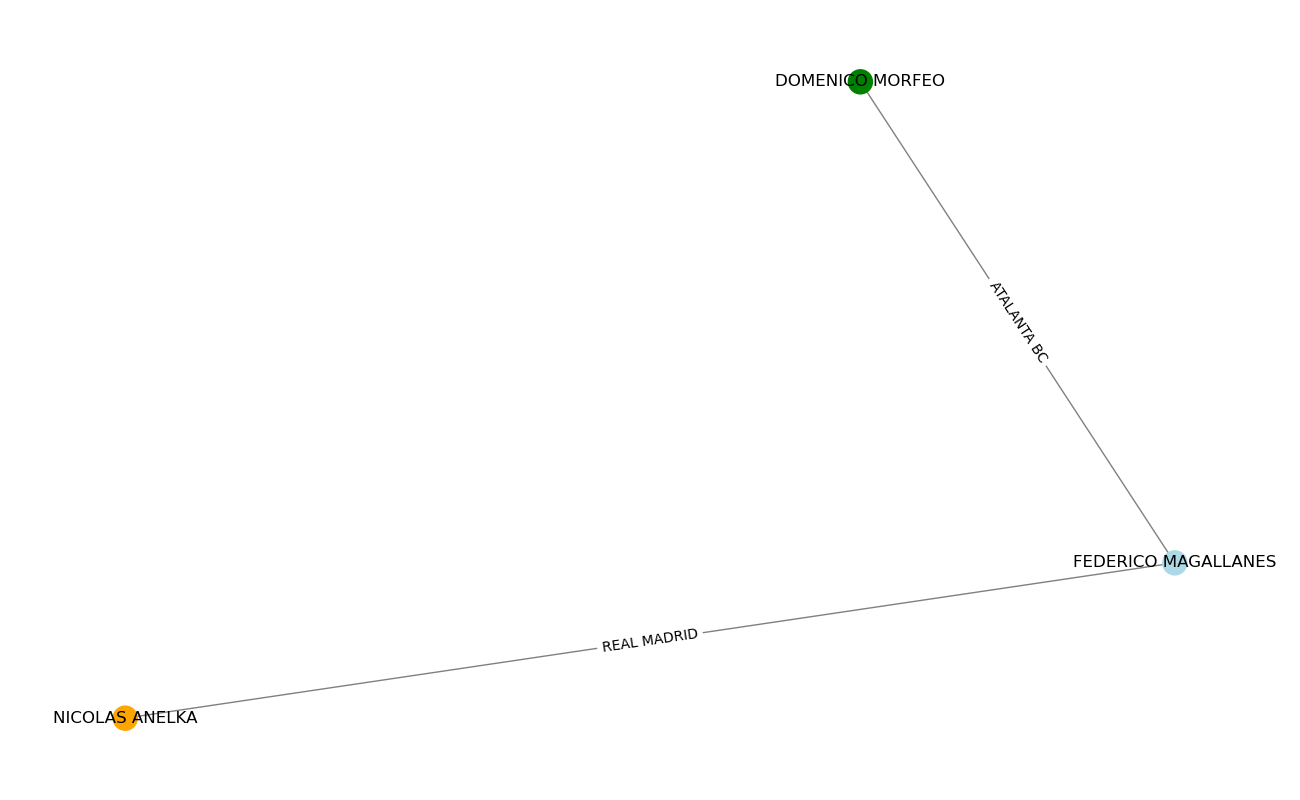 DOMENICO MORFEO
ATALANTA BC
FEDERICO MAGALLANES
REAL MADRID
NICOLAS ANELKA